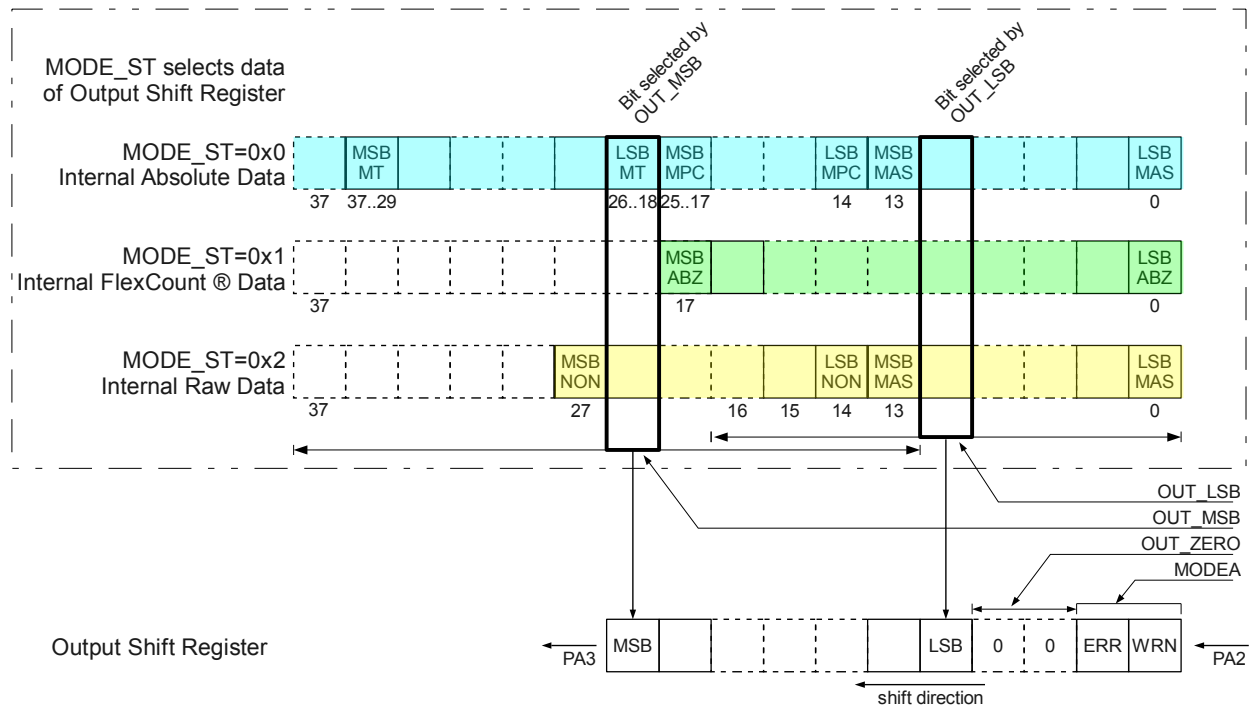 Bit selected by
OUT_MSB
Bit selected by
OUT_LSB
MODE_ST selects data
of Output Shift Register
MODE_ST=0x0
Internal Absolute Data
MSB MT
LSB MT
MSB MPC
LSB MPC
MSB MAS
LSB MAS
37 37..29 26..18 25..17 14 13 0
MODE_ST=0x1
Internal FlexCount ® Data
MSB ABZ
LSB ABZ
37 17 0
MODE_ST=0x2
Internal Raw Data
MSB NON
LSB NON
MSB MAS
LSB MAS
37 27 16 15 14 13 0
OUT_LSB
OUT_MSB
OUT_ZERO
MODEA
Output Shift Register
PA3
MSB LSB 0 0 ERR WRN
PA2
shift direction